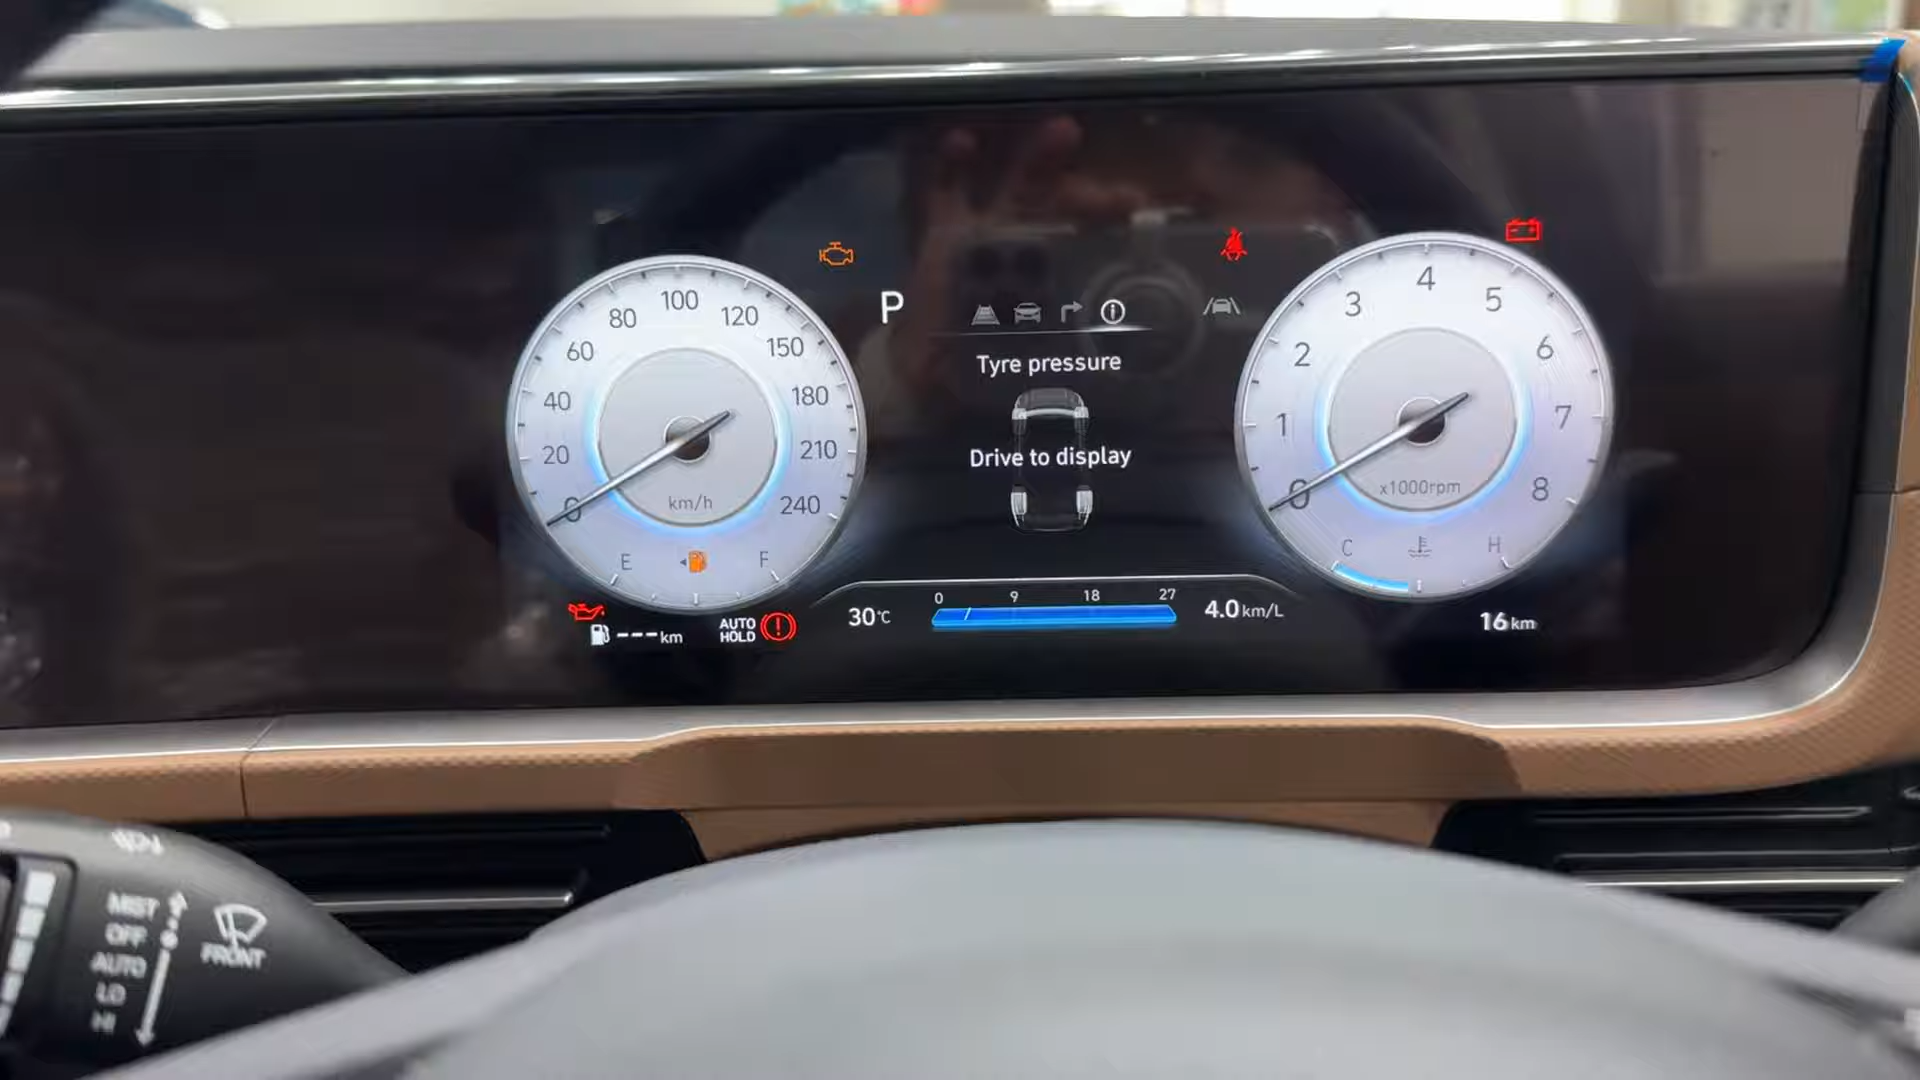 80
100
120
60
150
40
180
20
210
0
km/h
240
E
F
--- km
AUTO
HOLD
P
Tyre pressure
Drive to display
30°C
0 9 18 27
4.0 km/L
4
3
5
2
6
1
7
0
x1000rpm
8
C
H
16 km
MIST
OFF
AUTO
LO
HI
FRONT